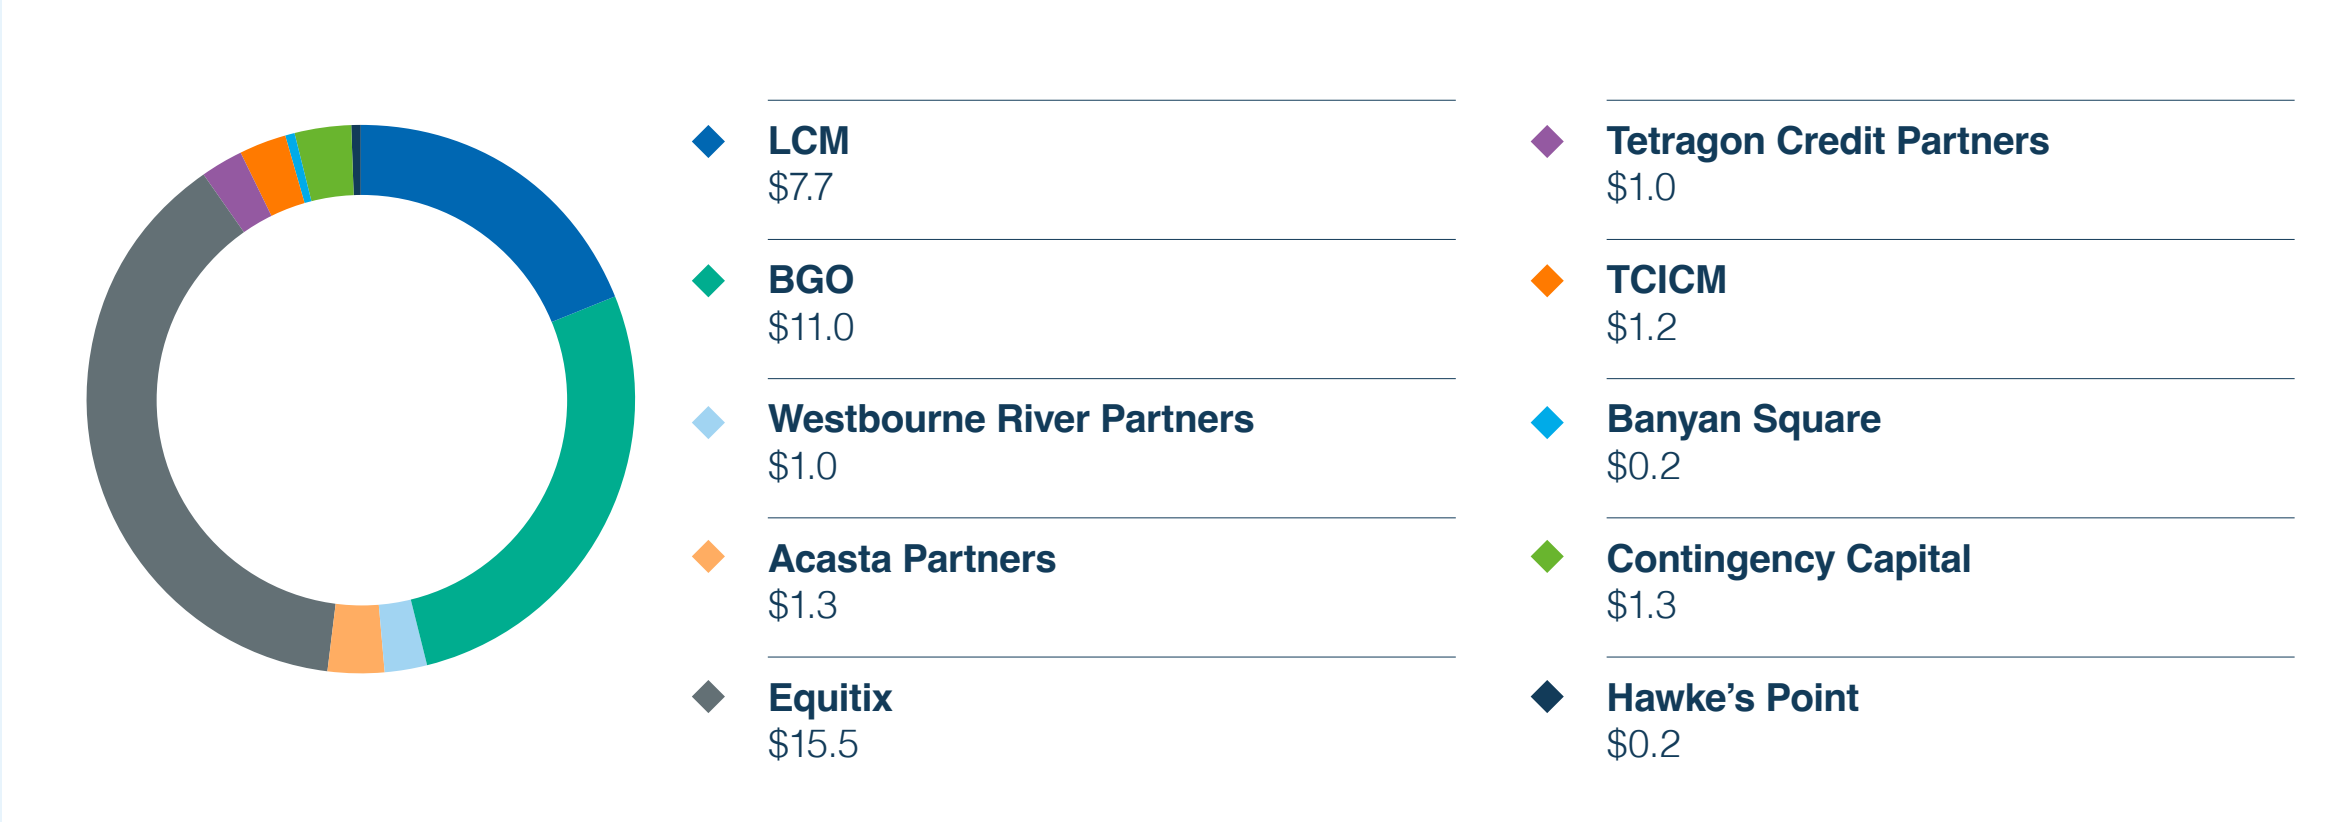 LCM
$7.7
BGO
$11.0
Westbourne River Partners
$1.0
Acasta Partners
$1.3
Equitix
$15.5
Tetragon Credit Partners
$1.0
TCICM
$1.2
Banyan Square
$0.2
Contingency Capital
$1.3
Hawke’s Point
$0.2